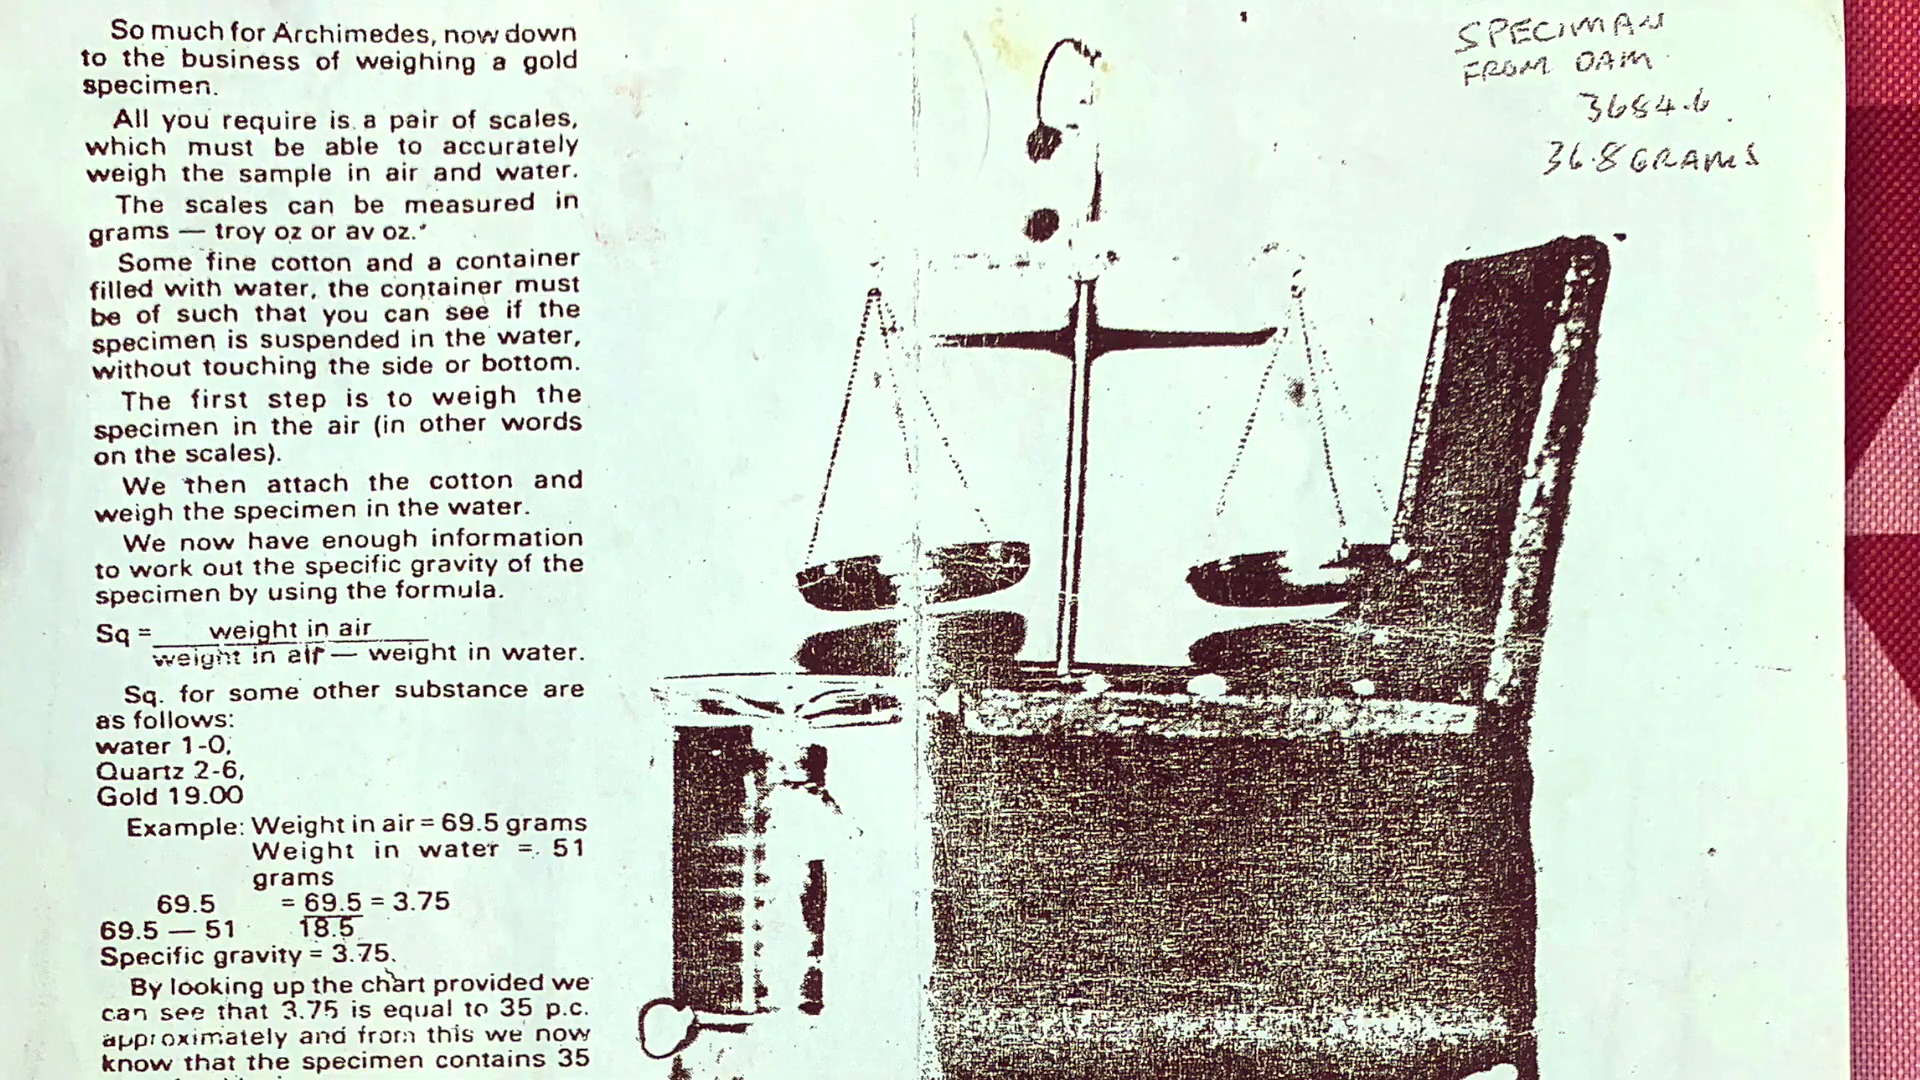 So much for Archimedes, now down
to the business of weighing a gold
specimen.
All you require is a pair of scales,
which must be able to accurately
weigh the sample in air and water.
The scales can be measured in
grams — troy oz or av oz.*
Some fine cotton and a container
filled with water, the container must
be of such that you can see if the
specimen is suspended in the water,
without touching the side or bottom.
The first step is to weigh the
specimen in the air (in other words
on the scales).
We then attach the cotton and
weigh the specimen in the water.
We now have enough information
to work out the specific gravity of the
specimen by using the formula.
Sq = weight in air
weight in air — weight in water.
Sq. for some other substance are
as follows:
water 1-0,
Quartz 2-6,
Gold 19.00
Example: Weight in air = 69.5 grams
Weight in water = 51
grams
69.5 = 69.5 = 3.75
69.5 — 51 18.5
Specific gravity = 3.75.
By looking up the chart provided we
can see that 3.75 is equal to 35 p.c.
approximately and from this we now
know that the specimen contains 35
SPECIMAN
FROM DAM
3684.6
36.8 GRAMS